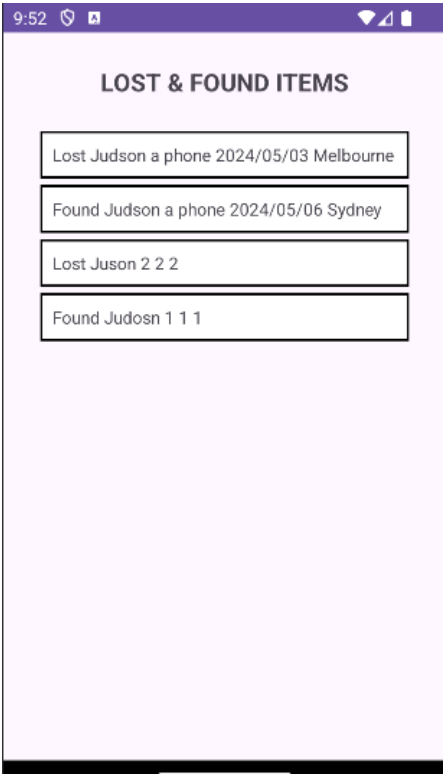 9:52
LOST & FOUND ITEMS
Lost Judson a phone 2024/05/03 Melbourne
Found Judson a phone 2024/05/06 Sydney
Lost Juson 2 2 2
Found Judosn 1 1 1